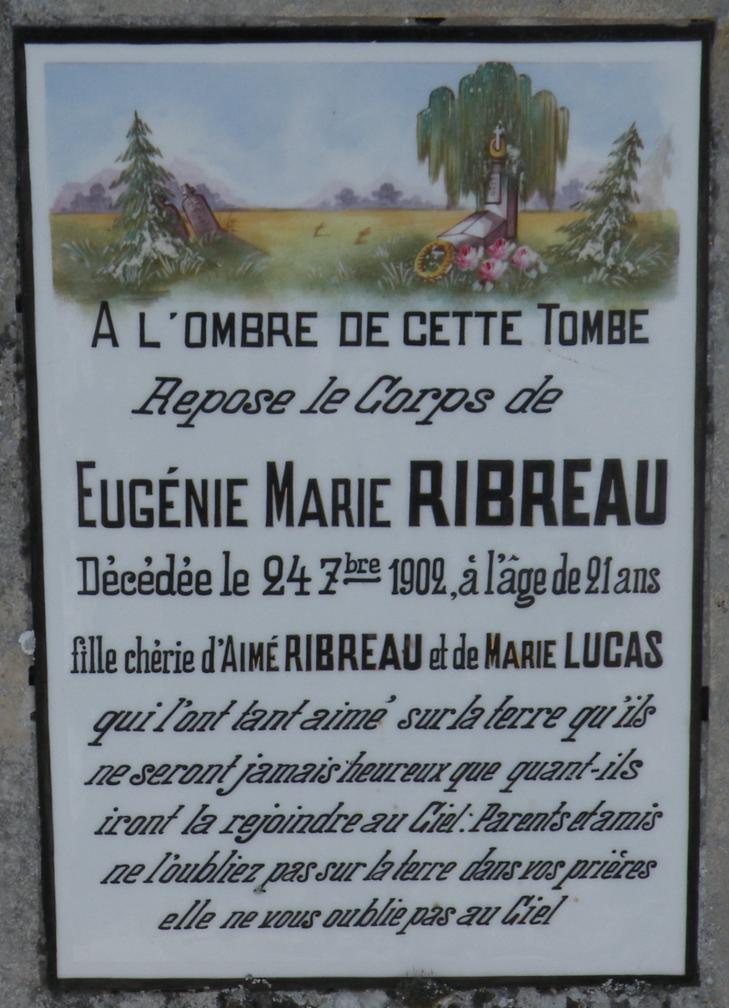 A L'OMBRE DE CETTE TOMBE
Repose le Corps de
EUGÉNIE MARIE RIBREAU
Décédée le 24 7bre 1902, à l'âge de 21 ans
fille chérie d'AIMÉ RIBREAU et de MARIE LUCAS
qui l'ont tant aimé sur la terre qu'ils
ne seront jamais heureux que quant-ils
iront la rejoindre au Ciel: Parents et amis
ne l'oubliez pas sur la terre dans vos prières
elle ne vous oublie pas au Ciel